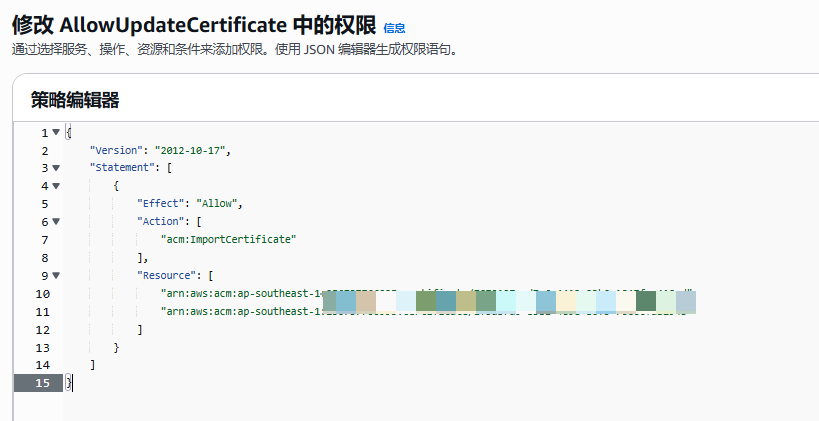 修改 AllowUpdateCertificate 中的权限 信息
通过选择服务、操作、资源和条件来添加权限。使用 JSON 编辑器生成权限语句。
策略编辑器
1 {
2 "Version": "2012-10-17",
3 "Statement": [
4 {
5 "Effect": "Allow",
6 "Action": [
7 "acm:ImportCertificate"
8 ],
9 "Resource": [
10 "arn:aws:acm:ap-southeast-1
11 "arn:aws:acm:ap-southeast-1
12 ]
13 }
14 ]
15 }